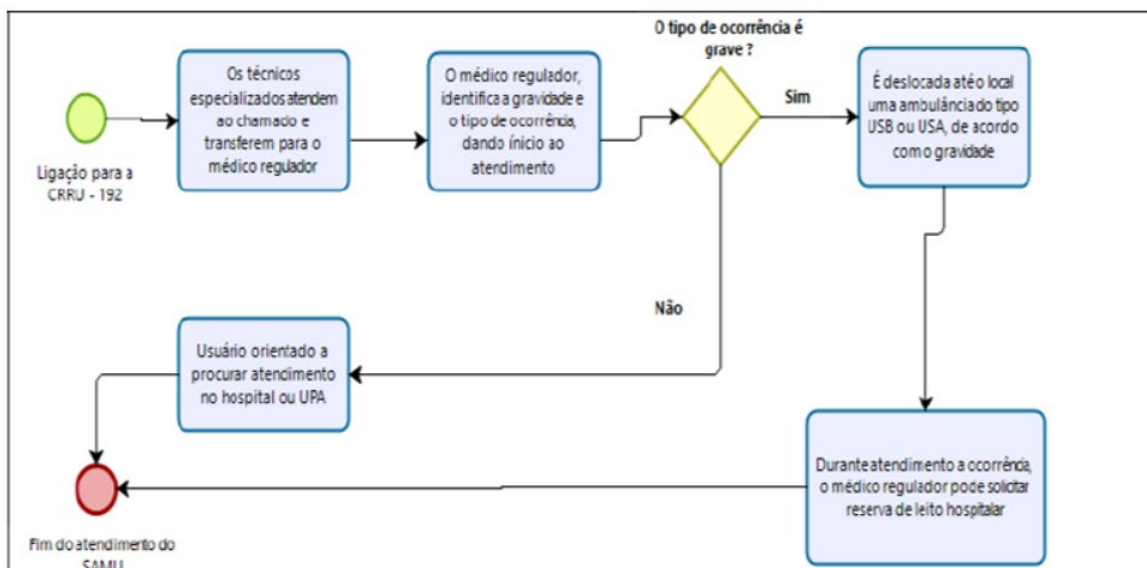 O tipo de ocorrência é
grave ?
Os técnicos
especializados atendem
ao chamado e
transferem para o
médico regulador
O médico regulador,
identifica a gravidade e
o tipo de ocorrência,
dando ínicio ao
atendimento
Sim
É deslocada até o local
uma ambulância do tipo
USB ou USA, de acordo
com o gravidade
Ligação para a
CRRU - 192
Não
Usuário orientado a
procurar atendimento
no hospital ou UPA
Durante atendimento a ocorrência,
o médico regulador pode solicitar
reserva de leito hospitalar
Fim do atendimento do
SAMU